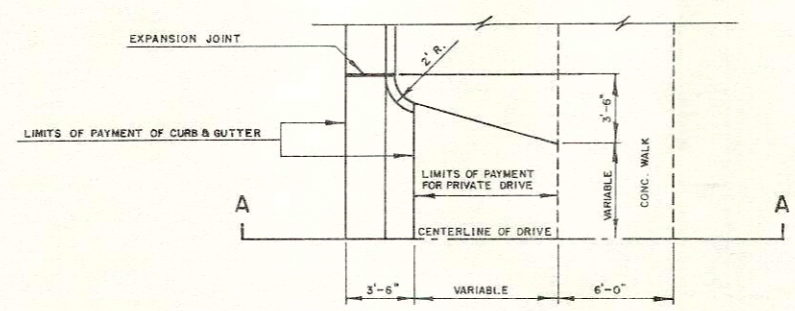 EXPANSION JOINT
2' R.
3'-6"
LIMITS OF PAYMENT OF CURB & GUTTER
LIMITS OF PAYMENT
FOR PRIVATE DRIVE
VARIABLE
CONC. WALK
A
A
CENTERLINE OF DRIVE
3'-6"
VARIABLE
6'-0"